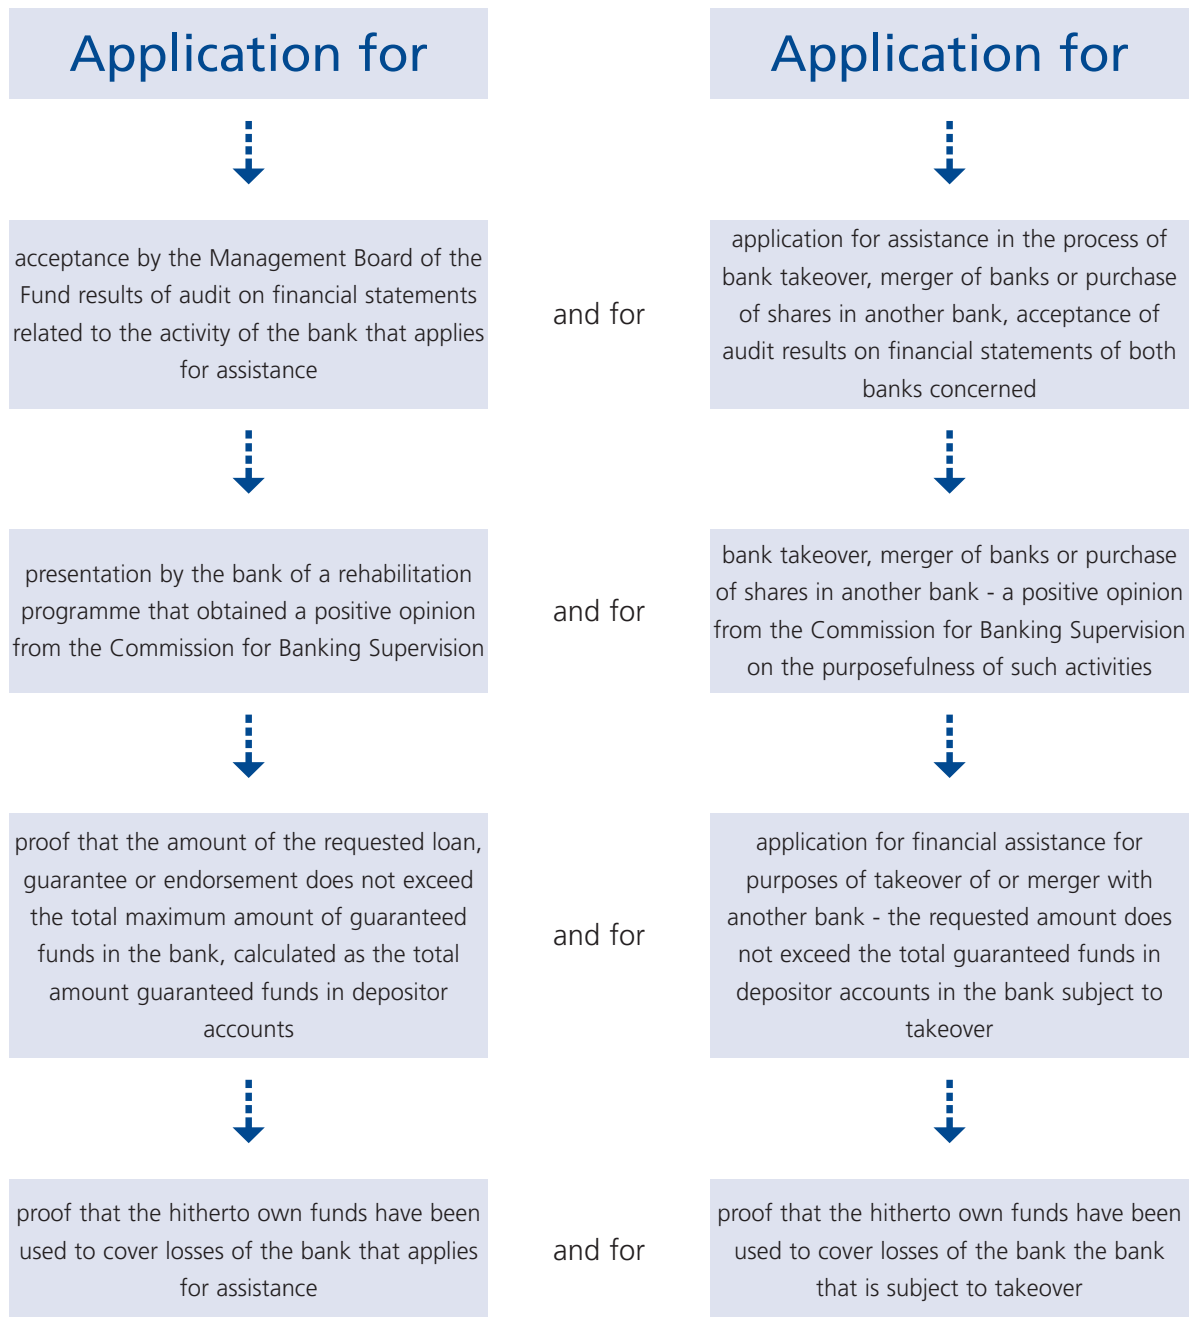 Application for
Application for
acceptance by the Management Board of the
Fund results of audit on financial statements
related to the activity of the bank that applies
for assistance
and for
application for assistance in the process of
bank takeover, merger of banks or purchase
of shares in another bank, acceptance of
audit results on financial statements of both
banks concerned
presentation by the bank of a rehabilitation
programme that obtained a positive opinion
from the Commission for Banking Supervision
and for
bank takeover, merger of banks or purchase
of shares in another bank - a positive opinion
from the Commission for Banking Supervision
on the purposefulness of such activities
proof that the amount of the requested loan,
guarantee or endorsement does not exceed
the total maximum amount of guaranteed
funds in the bank, calculated as the total
amount guaranteed funds in depositor
accounts
and for
application for financial assistance for
purposes of takeover of or merger with
another bank - the requested amount does
not exceed the total guaranteed funds in
depositor accounts in the bank subject to
takeover
proof that the hitherto own funds have been
used to cover losses of the bank that applies
for assistance
and for
proof that the hitherto own funds have been
used to cover losses of the bank the bank
that is subject to takeover